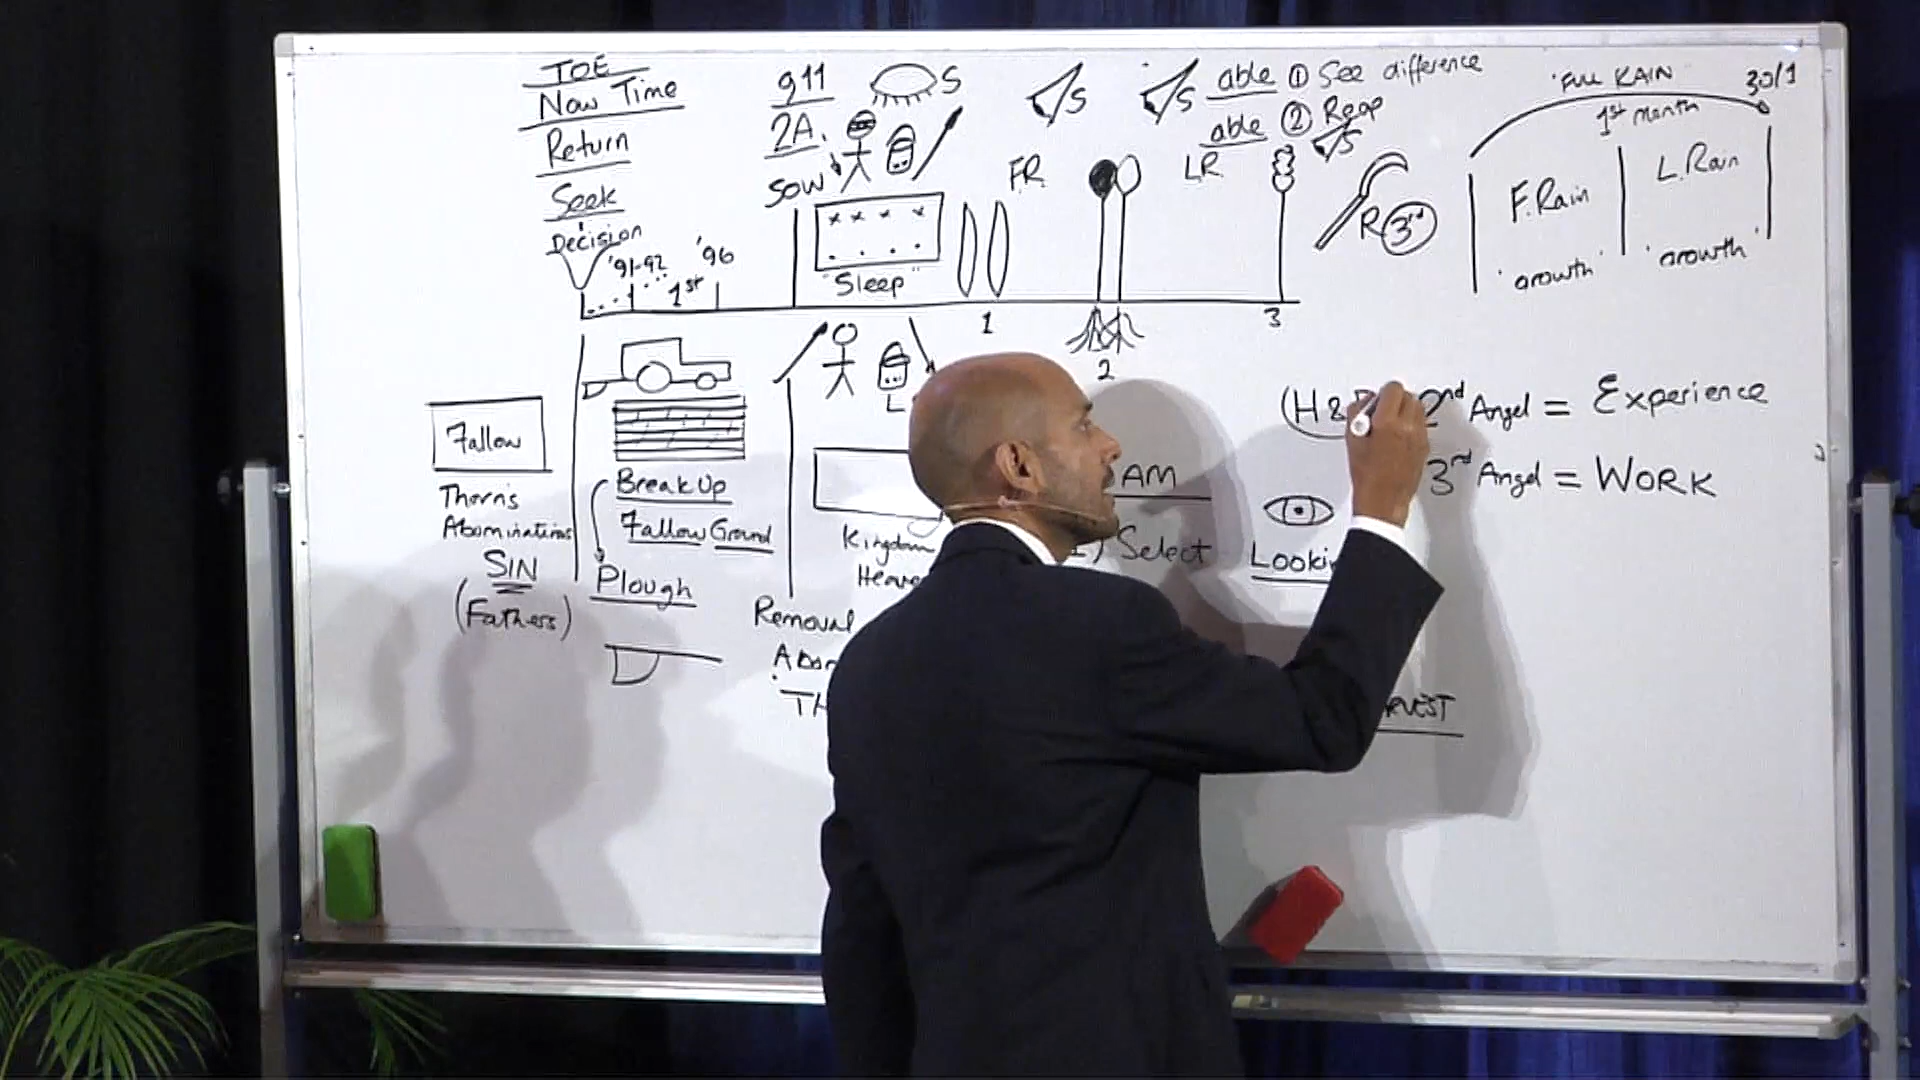 TOE
Now Time
Return
Seek
Decision
'91-92
1st
'96
911
2A.
SOW
S
"Sleep"
S
S
able ① See difference
able ② Reap
S
FR
LR
R 3rd
1
2
3
FULL RAIN
30/1
1st month
F. Rain
L. Rain
'growth'
'growth'
Fallow
Thorns
Abominations
SIN
(Fathers)
Break Up
Fallow Ground
Plough
Removal
Kingdom
L
AM
Select
(H &
2nd Angel = Experience
3rd Angel = WORK